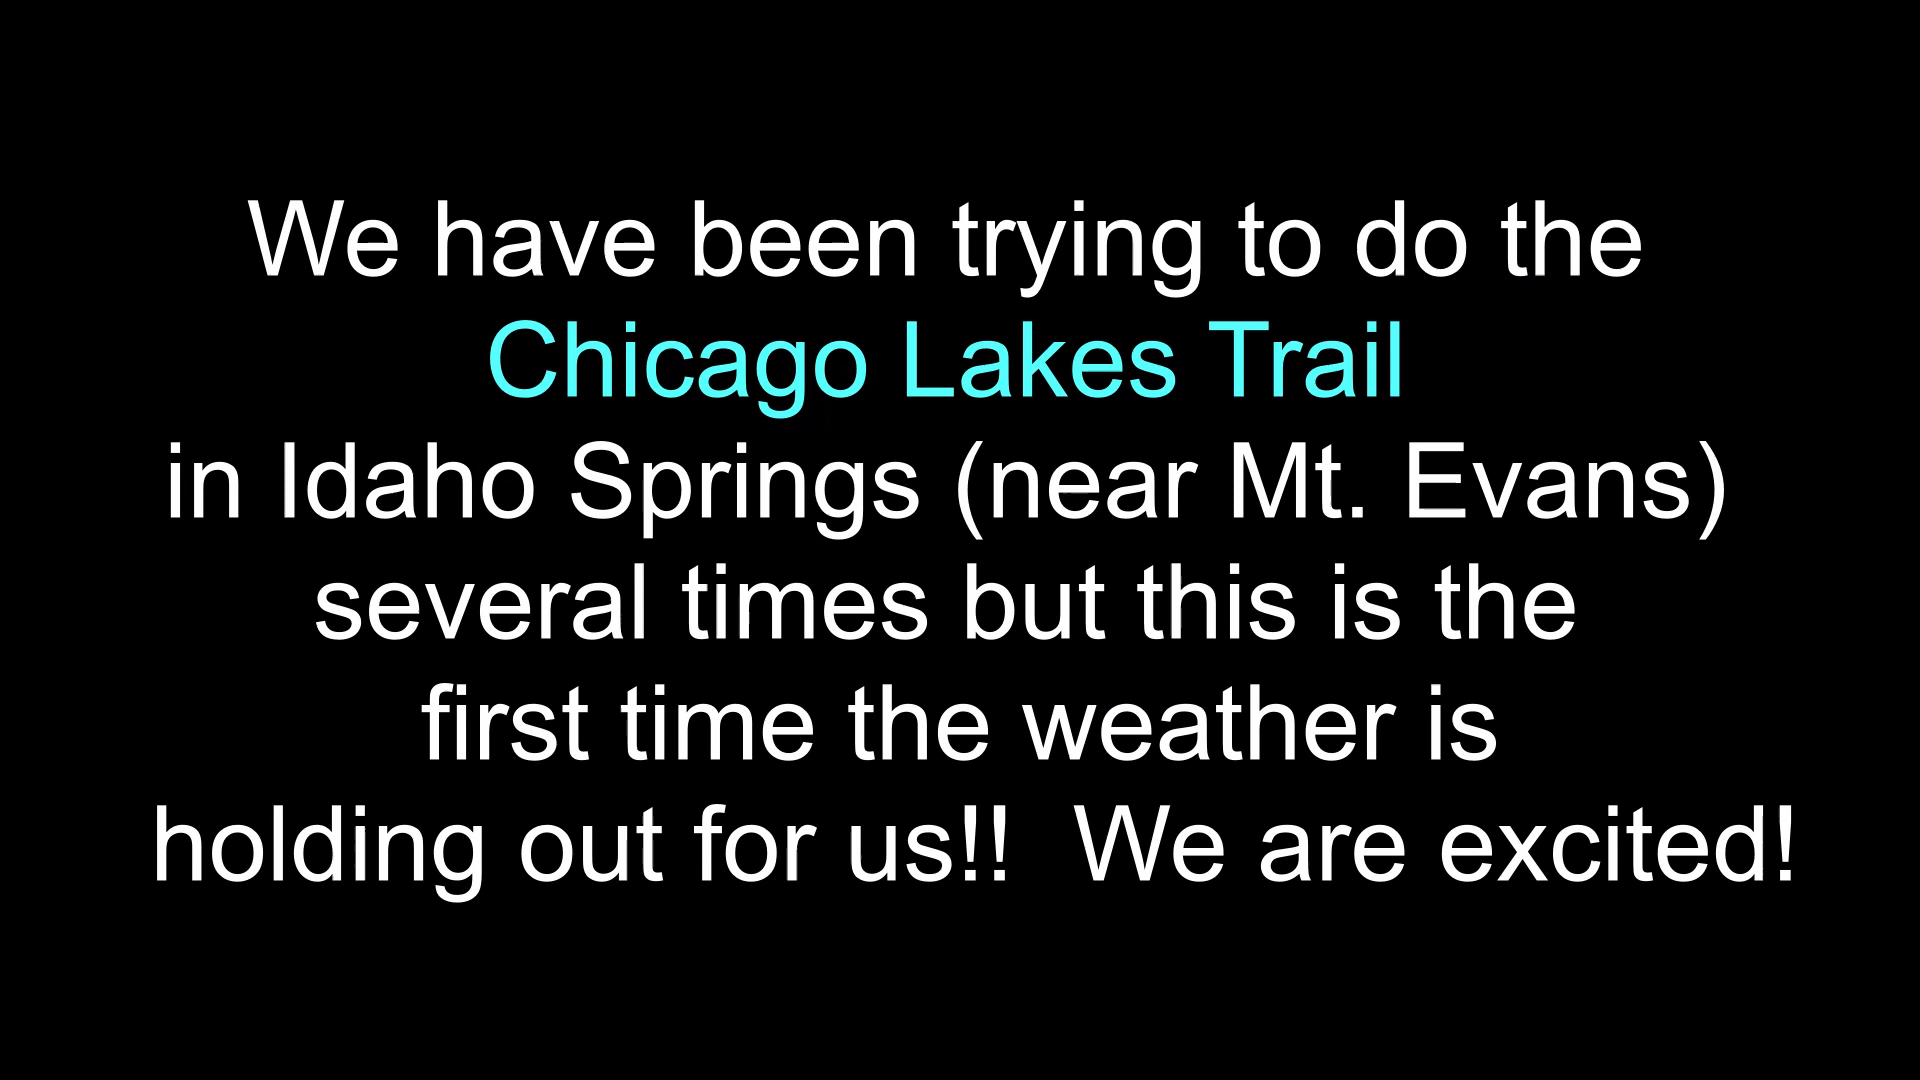 We have been trying to do the
Chicago Lakes Trail
in Idaho Springs (near Mt. Evans)
several times but this is the
first time the weather is
holding out for us!!  We are excited!